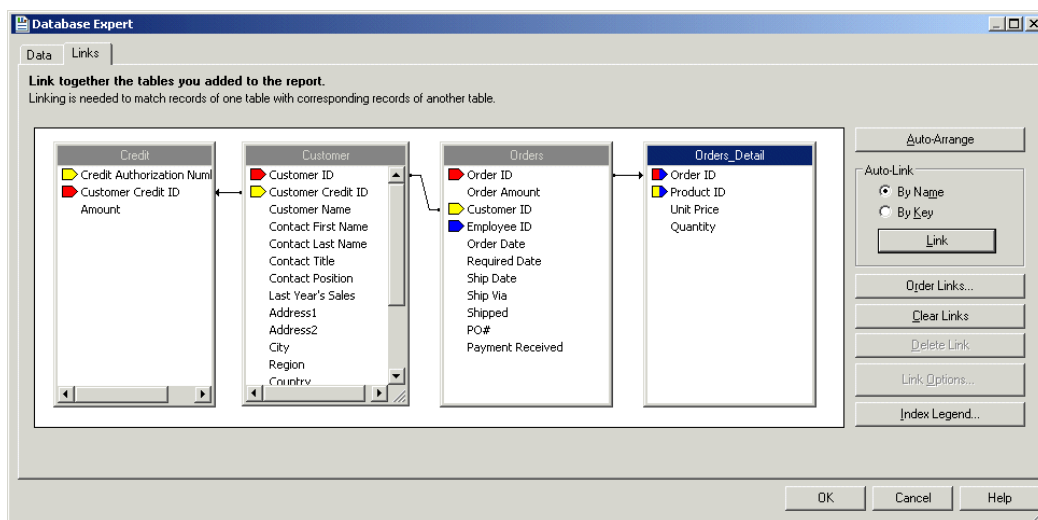 Database Expert
Data
Links
Link together the tables you added to the report.
Linking is needed to match records of one table with corresponding records of another table.
Credit
Credit Authorization Numl
Customer Credit ID
Amount
Customer
Customer ID
Customer Credit ID
Customer Name
Contact First Name
Contact Last Name
Contact Title
Contact Position
Last Year's Sales
Address1
Address2
City
Region
Country
Orders
Order ID
Order Amount
Customer ID
Employee ID
Order Date
Required Date
Ship Date
Ship Via
Shipped
PO#
Payment Received
Orders_Detail
Order ID
Product ID
Unit Price
Quantity
Auto-Arrange
Auto-Link
By Name
By Key
Link
Order Links...
Clear Links
Delete Link
Link Options...
Index Legend...
OK
Cancel
Help